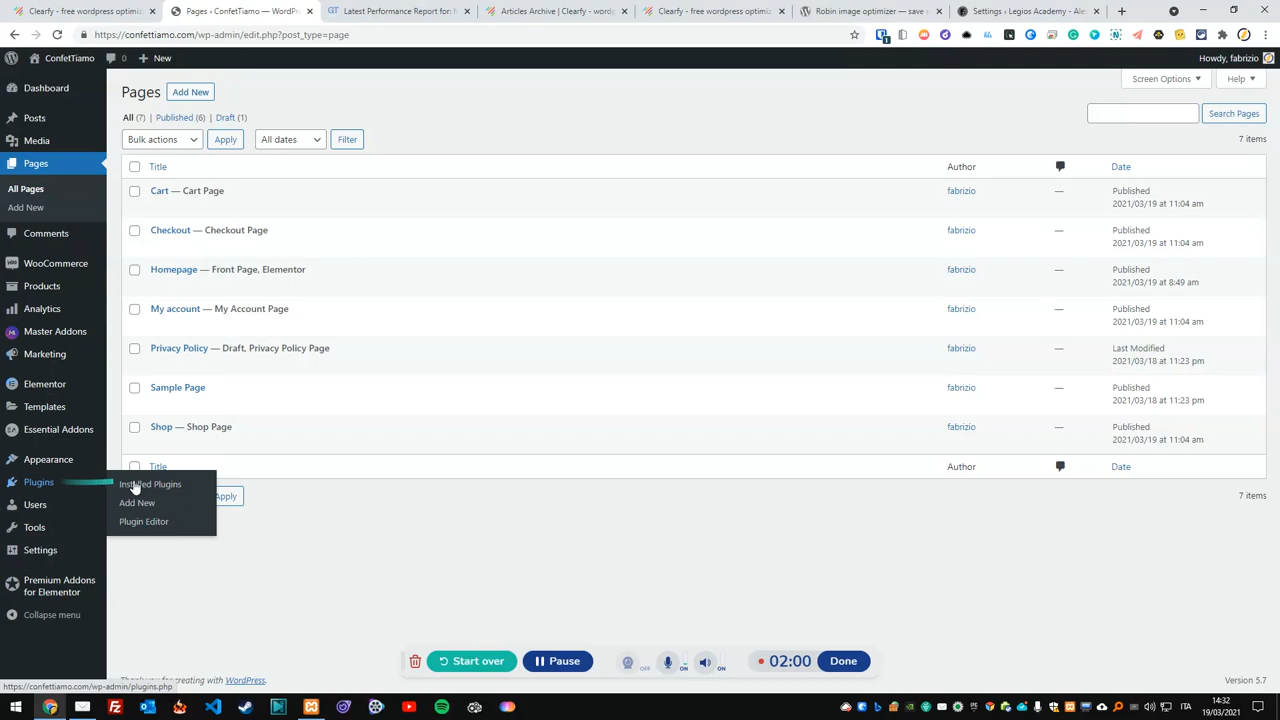 Clearfy - free wordpress optimiz
Pages ‹ ConfetTiamo — WordPr
GT Latest Performance Report for: h
Articles Archive | Clearfy - wordp
Clearfy - free wordpress optimiz
Robin image optimizer — save s
Settings ‹ Legios Academy - Ale
https://confettiamo.com/wp-admin/edit.php?post_type=page
ConfetTiamo 0 + New
Howdy, fabrizio
Dashboard
Posts
Media
Pages
All Pages
Add New
Comments
WooCommerce
Products
Analytics
Master Addons
Marketing
Elementor
Templates
Essential Addons
Appearance
Plugins
Users
Tools
Settings
Premium Addons
for Elementor
Collapse menu
Installed Plugins
Add New
Plugin Editor
Screen Options Help
Pages Add New
All (7) | Published (6) | Draft (1)
Search Pages
Bulk actions Apply All dates Filter
7 items
Title Author Date
Cart — Cart Page fabrizio — Published
2021/03/19 at 11:04 am
Checkout — Checkout Page fabrizio — Published
2021/03/19 at 11:04 am
Homepage — Front Page, Elementor fabrizio — Published
2021/03/19 at 8:49 am
My account — My Account Page fabrizio — Published
2021/03/19 at 11:04 am
Privacy Policy — Draft, Privacy Policy Page fabrizio — Last Modified
2021/03/18 at 11:23 pm
Sample Page fabrizio — Published
2021/03/18 at 11:23 pm
Shop — Shop Page fabrizio — Published
2021/03/19 at 11:04 am
Title Author Date
Apply
7 items
Start over Pause OFF ON ON 02:00 Done
Thank you for creating with WordPress.
Version 5.7
https://confettiamo.com/wp-admin/plugins.php
ITA
14:32
19/03/2021